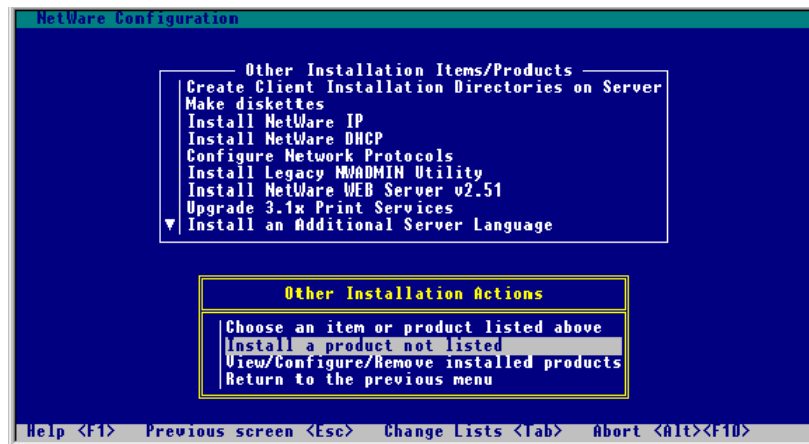 NetWare Configuration
Other Installation Items/Products
Create Client Installation Directories on Server
Make diskettes
Install NetWare IP
Install NetWare DHCP
Configure Network Protocols
Install Legacy NWADMIN Utility
Install NetWare WEB Server v2.51
Upgrade 3.1x Print Services
▼ Install an Additional Server Language
Other Installation Actions
Choose an item or product listed above
Install a product not listed
View/Configure/Remove installed products
Return to the previous menu
Help <F1> Previous screen <Esc> Change Lists <Tab> Abort <Alt><F10>